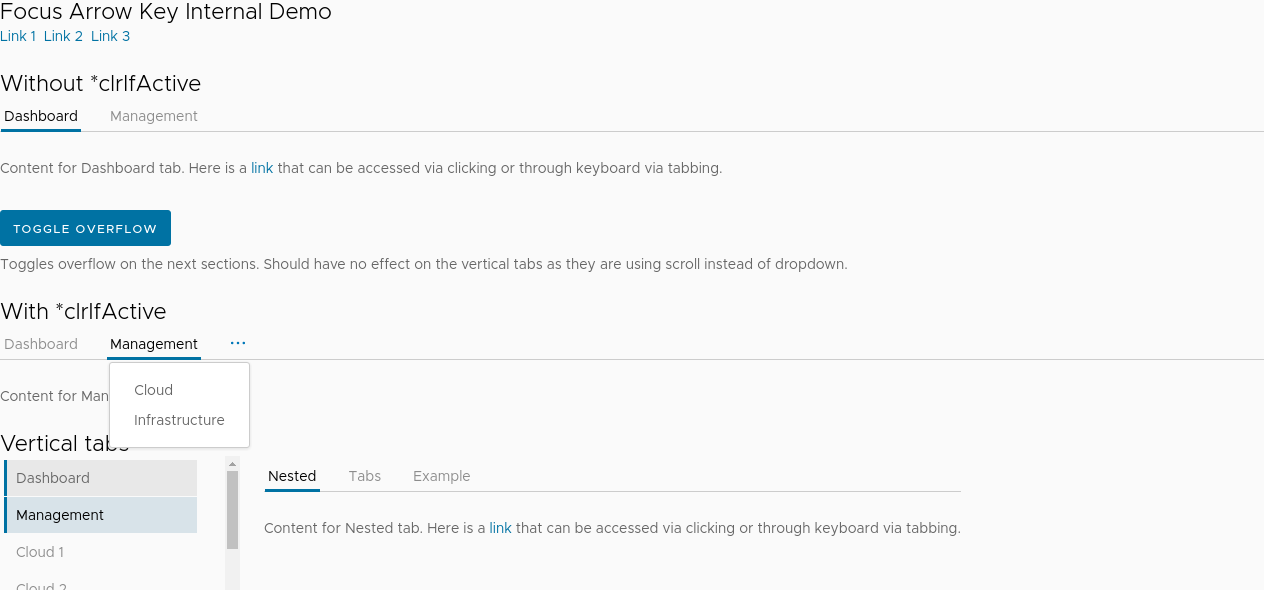 Focus Arrow Key Internal Demo
Link 1 Link 2 Link 3
Without *clrIfActive
Dashboard Management
Content for Dashboard tab. Here is a link that can be accessed via clicking or through keyboard via tabbing.
TOGGLE OVERFLOW
Toggles overflow on the next sections. Should have no effect on the vertical tabs as they are using scroll instead of dropdown.
With *clrIfActive
Dashboard Management ...
Content for Man
Cloud
Infrastructure
Vertical tabs
Dashboard
Management
Cloud 1
Cloud 2
Nested Tabs Example
Content for Nested tab. Here is a link that can be accessed via clicking or through keyboard via tabbing.